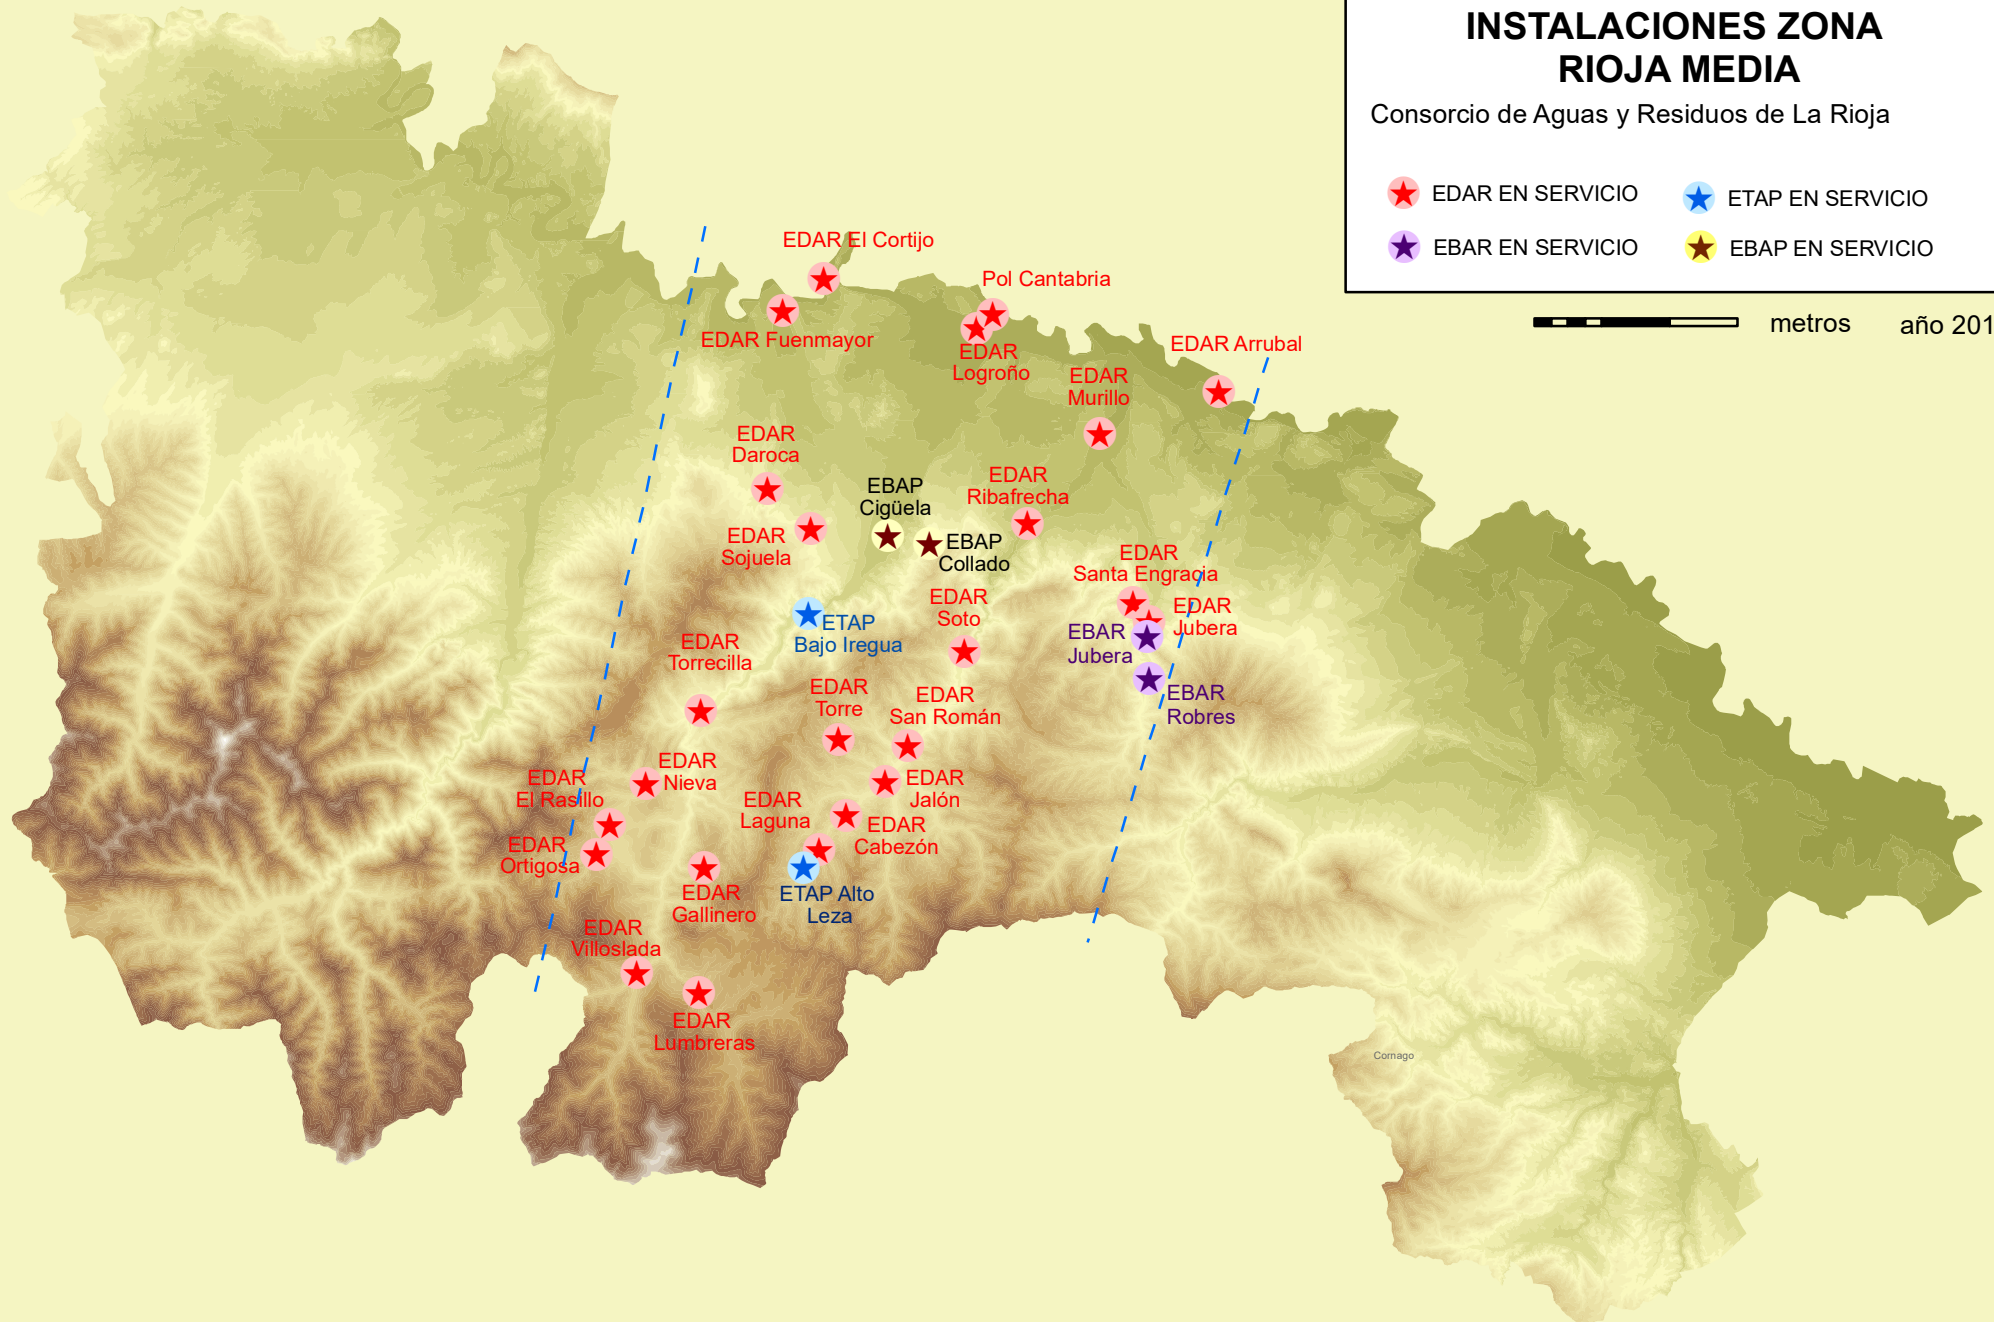 INSTALACIONES ZONA
RIOJA MEDIA
Consorcio de Aguas y Residuos de La Rioja
EDAR EN SERVICIO
ETAP EN SERVICIO
EBAR EN SERVICIO
EBAP EN SERVICIO
metros
año 201
EDAR El Cortijo
Pol Cantabria
EDAR Fuenmayor
EDAR
Logroño
EDAR Arrubal
EDAR
Murillo
EDAR
Daroca
EBAP
Cigüela
EDAR
Ribafrecha
EDAR
Sojuela
EBAP
Collado
EDAR
Santa Engracia
EDAR
Soto
EDAR
Jubera
ETAP
Bajo Iregua
EBAR
Jubera
EDAR
Torrecilla
EDAR
Torre
EDAR
San Román
EBAR
Robres
EDAR
Nieva
EDAR
El Rasillo
EDAR
Jalón
EDAR
Laguna
EDAR
Cabezón
EDAR
Ortigosa
EDAR
Gallinero
ETAP Alto
Leza
EDAR
Villoslada
EDAR
Lumbreras
Cornago